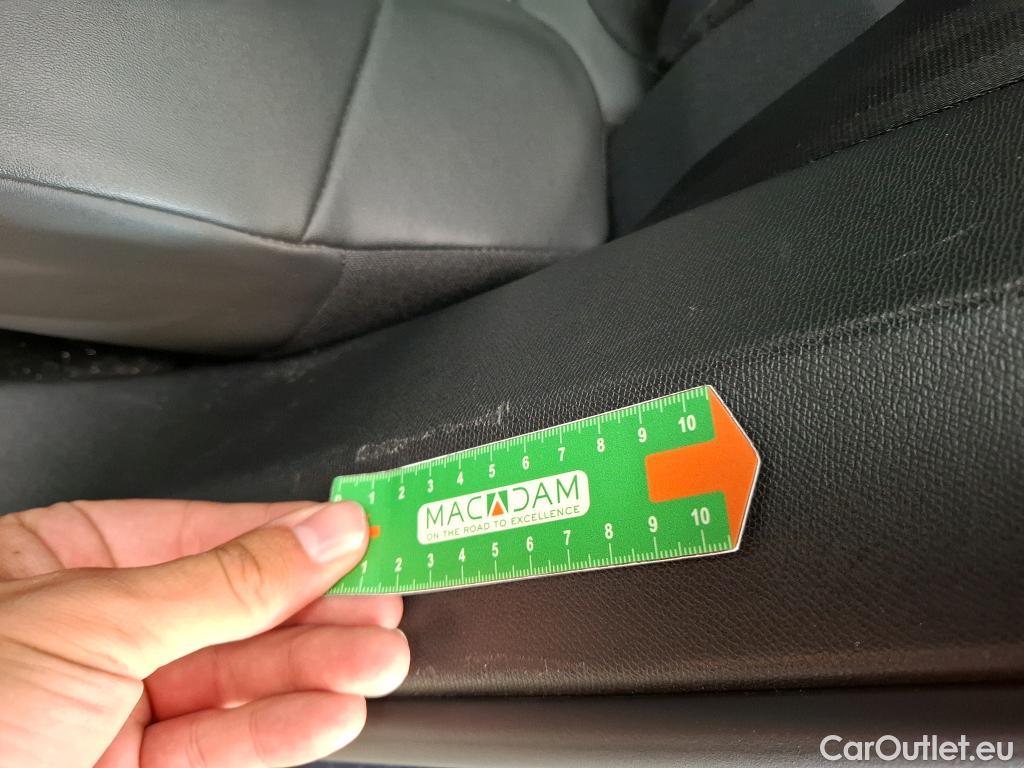 0 1 2 3 4 5 6 7 8 9 10
MACADAM
ON THE ROAD TO EXCELLENCE
1 2 3 4 5 6 7 8 9 10
CarOutlet.eu